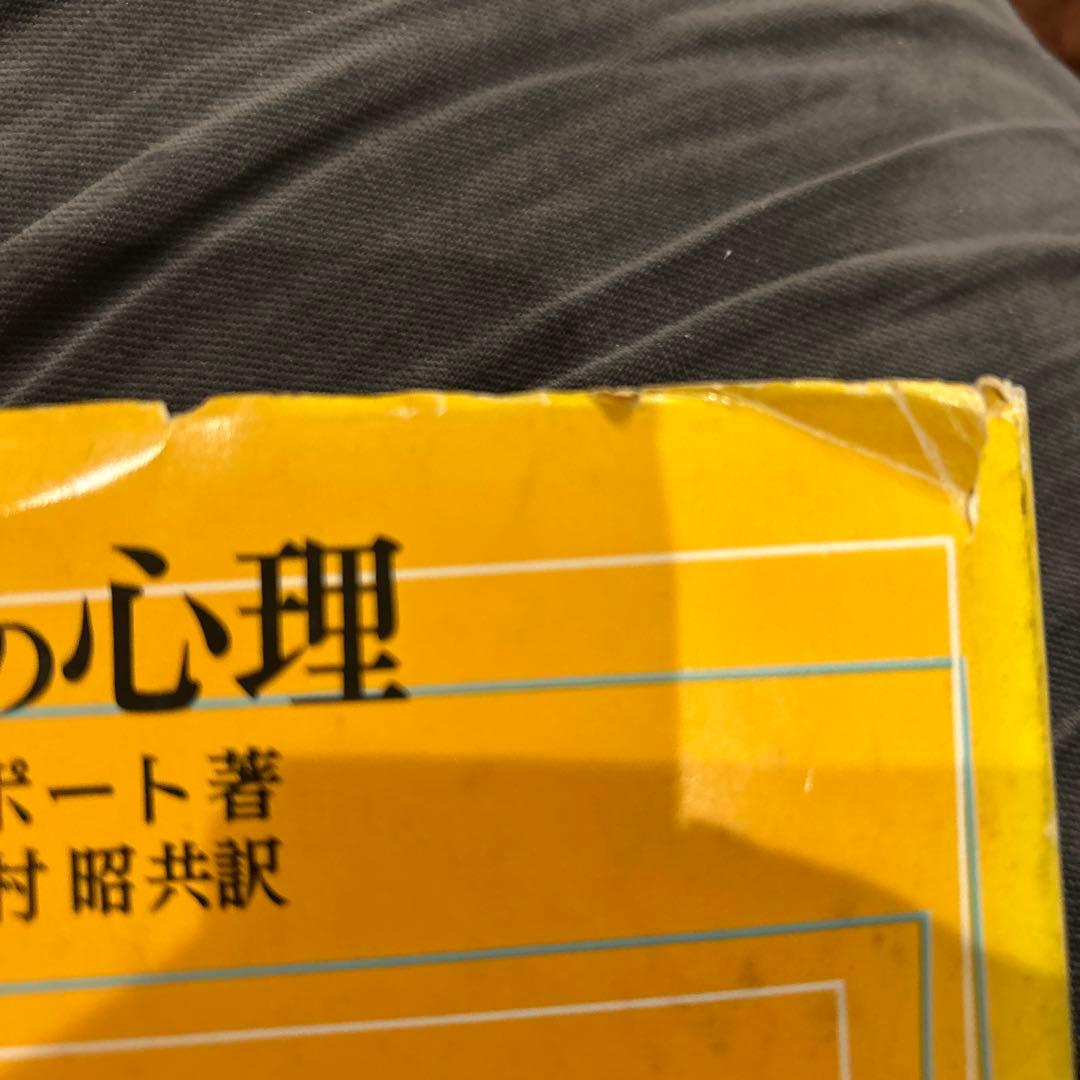 の心理
ポート著
村 昭共訳